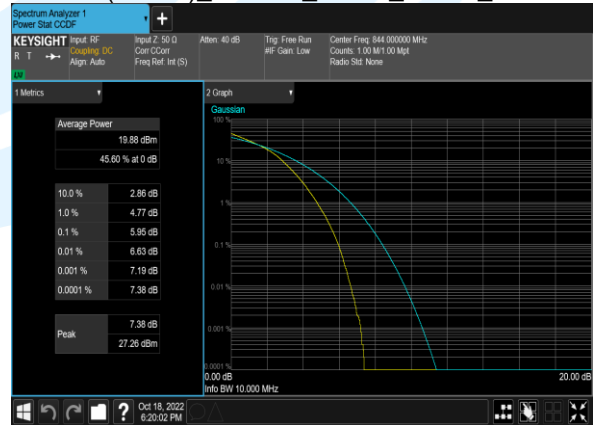 Spectrum Analyzer 1
Power Stat CCDF
+
KEYSIGHT
R T
LW
Input: RF
Coupling: DC
Align: Auto
Input Z: 50 Ω
Corr CCorr
Freq Ref: Int (S)
Atten: 40 dB
Trig: Free Run
#IF Gain: Low
Center Freq: 844.000000 MHz
Counts: 1.00 M/1.00 Mpt
Radio Std: None
1 Metrics
Average Power
19.88 dBm
45.60 % at 0 dB
10.0 % 2.86 dB
1.0 % 4.77 dB
0.1 % 5.95 dB
0.01 % 6.63 dB
0.001 % 7.19 dB
0.0001 % 7.38 dB
Peak
7.38 dB
27.26 dBm
2 Graph
Gaussian
100 %
10 %
1 %
0.1 %
0.01 %
0.001 %
0.0001 %
0.00 dB 20.00 dB
Info BW 10.000 MHz
?
Oct 18, 2022
6:20:02 PM